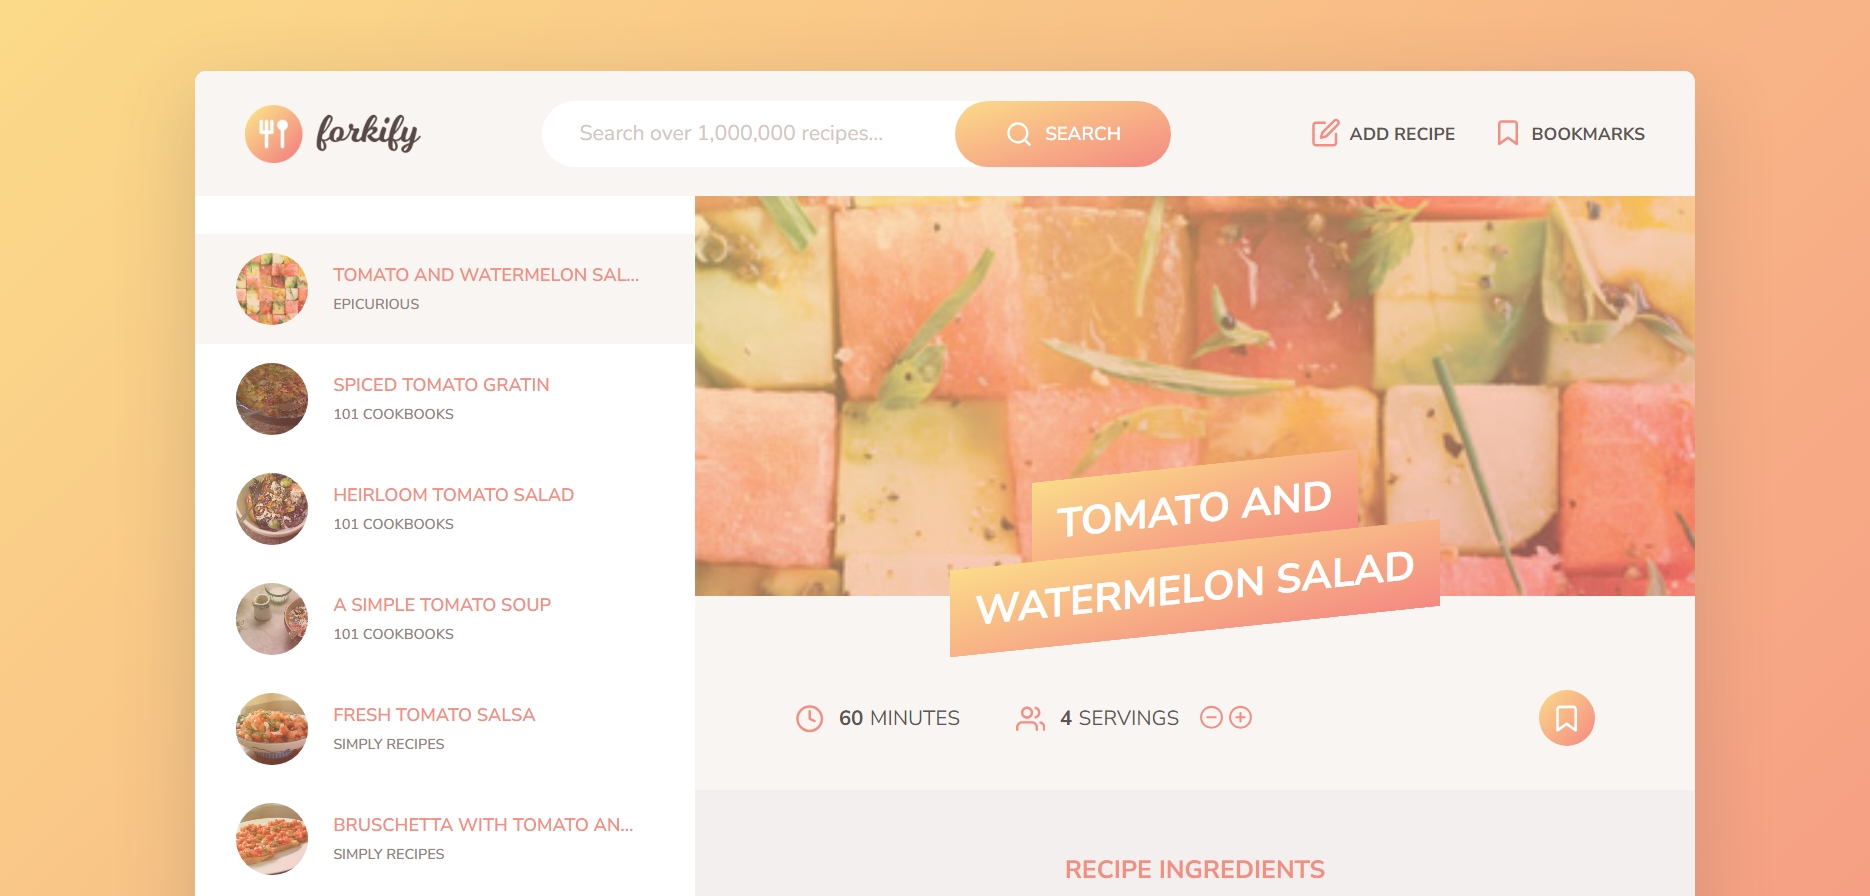 forkify
Search over 1,000,000 recipes...
SEARCH
ADD RECIPE
BOOKMARKS
TOMATO AND WATERMELON SAL...
EPICURIOUS
SPICED TOMATO GRATIN
101 COOKBOOKS
HEIRLOOM TOMATO SALAD
101 COOKBOOKS
A SIMPLE TOMATO SOUP
101 COOKBOOKS
FRESH TOMATO SALSA
SIMPLY RECIPES
BRUSCHETTA WITH TOMATO AN...
SIMPLY RECIPES
TOMATO AND
WATERMELON SALAD
60 MINUTES
4 SERVINGS
RECIPE INGREDIENTS